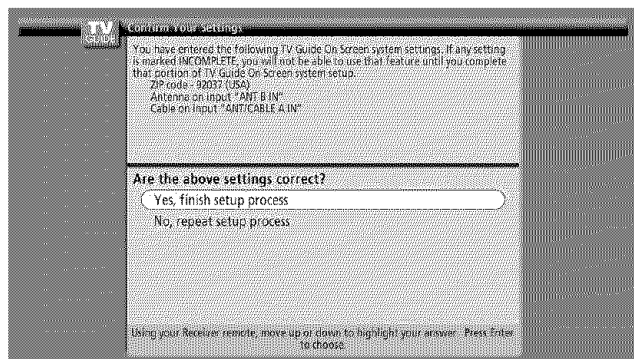 TV
GUIDE
Confirm Your Settings
You have entered the following TV Guide On Screen system settings. If any setting
is marked INCOMPLETE, you will not be able to use that feature until you complete
that portion of TV Guide On Screen system setup.
ZIP code - 92037 (USA)
Antenna on input "ANT B IN"
Cable on input "ANT/CABLE A IN"
Are the above settings correct?
Yes, finish setup process
No, repeat setup process
Using your Receiver remote, move up or down to highlight your answer. Press Enter
to choose.